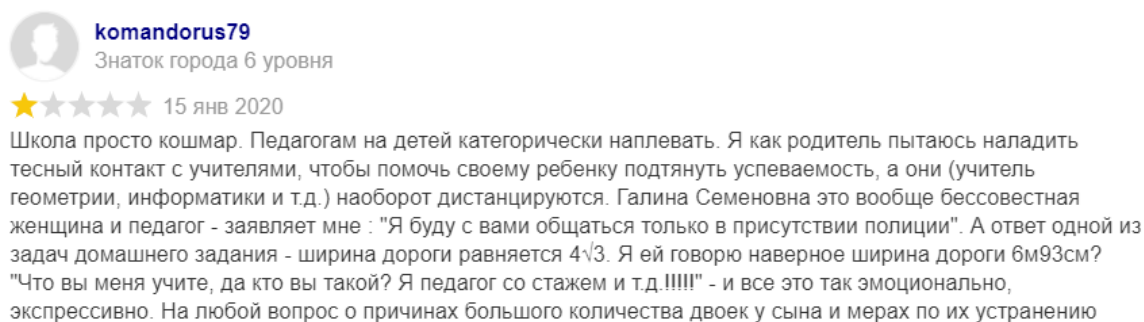 komandorus79
Знаток города 6 уровня
15 янв 2020
Школа просто кошмар. Педагогам на детей категорически наплевать. Я как родитель пытаюсь наладить
тесный контакт с учителями, чтобы помочь своему ребенку подтянуть успеваемость, а они (учитель
геометрии, информатики и т.д.) наоборот дистанцируются. Галина Семеновна это вообще бессовестная
женщина и педагог - заявляет мне : "Я буду с вами общаться только в присутствии полиции". А ответ одной из
задач домашнего задания - ширина дороги равняется 4√3. Я ей говорю наверное ширина дороги 6м93см?
"Что вы меня учите, да кто вы такой? Я педагог со стажем и т.д.!!!!!" - и все это так эмоционально,
экспрессивно. На любой вопрос о причинах большого количества двоек у сына и мерах по их устранению